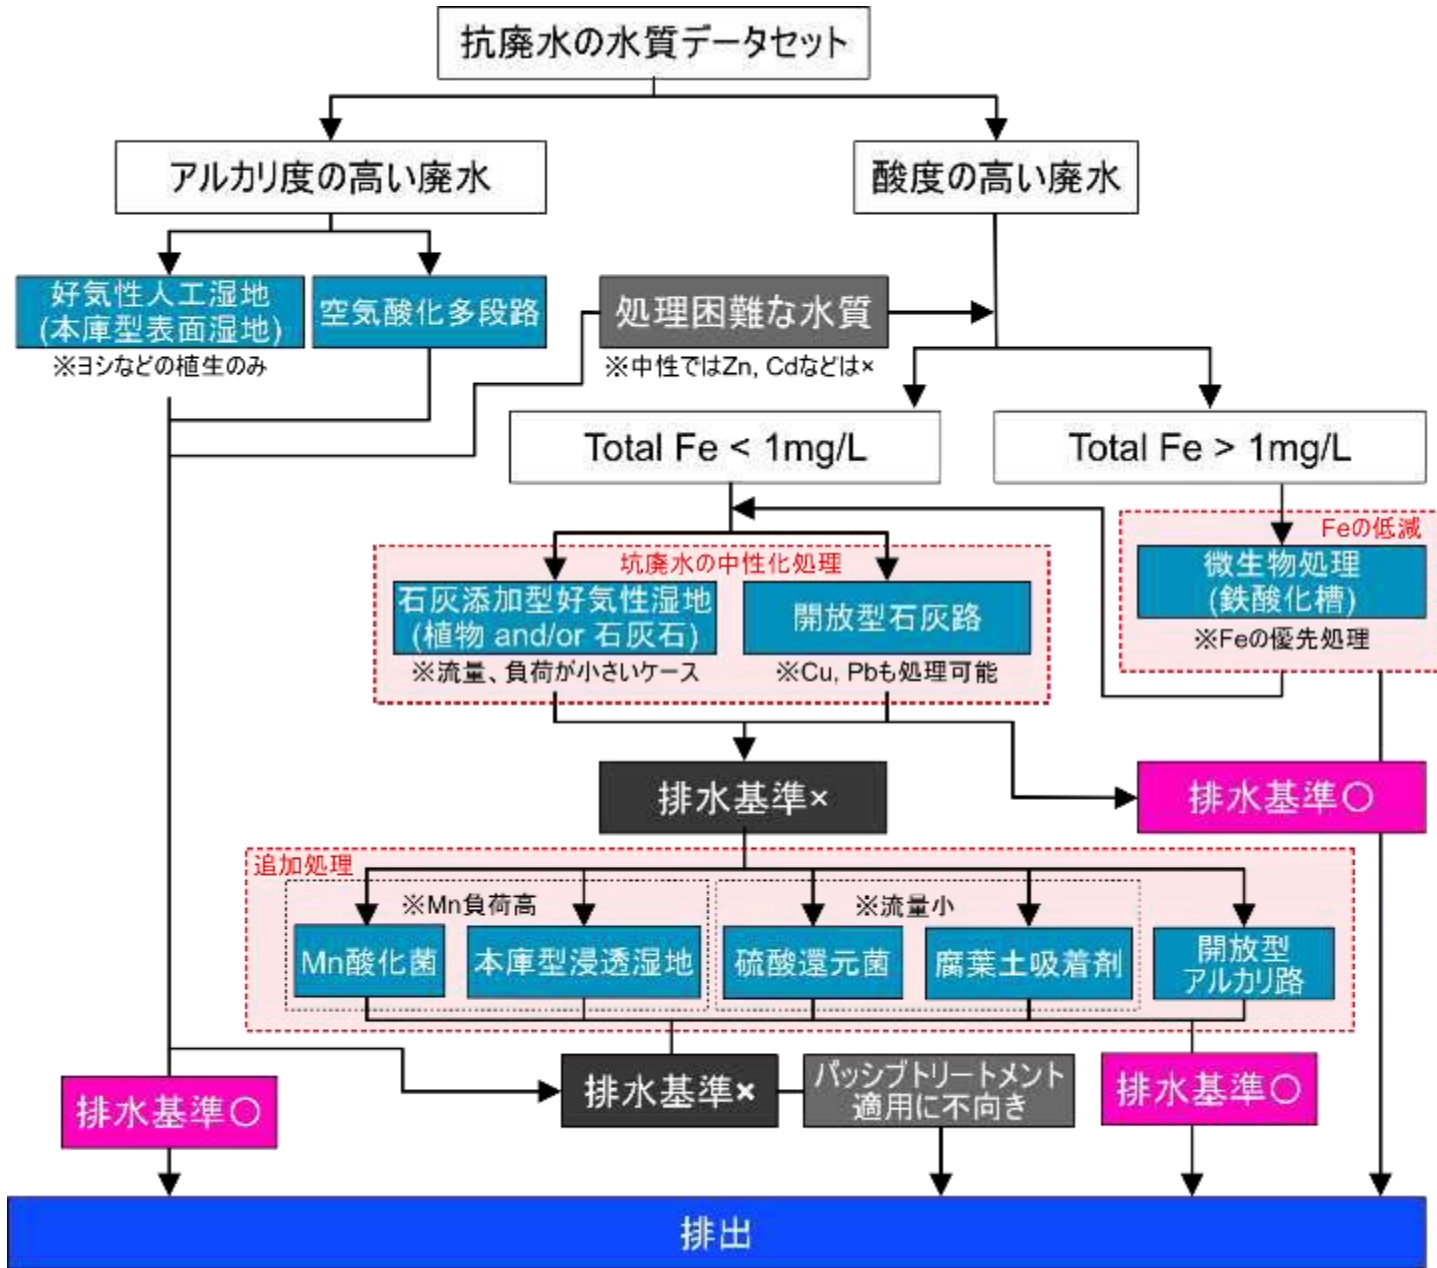 抗廃水の水質データセット
アルカリ度の高い廃水
酸度の高い廃水
好気性人工湿地
(本庫型表面湿地)
※ヨシなどの植生のみ
空気酸化多段路
処理困難な水質
※中性ではZn, Cdなどは×
Total Fe < 1mg/L
Total Fe > 1mg/L
Feの低減
微生物処理
(鉄酸化槽)
※Feの優先処理
坑廃水の中性化処理
石灰添加型好気性湿地
(植物 and/or 石灰石)
※流量、負荷が小さいケース
開放型石灰路
※Cu, Pbも処理可能
排水基準×
排水基準○
追加処理
※Mn負荷高
※流量小
Mn酸化菌
本庫型浸透湿地
硫酸還元菌
腐葉土吸着剤
開放型
アルカリ路
排水基準○
排水基準×
パッシブトリートメント
適用に不向き
排水基準○
排出